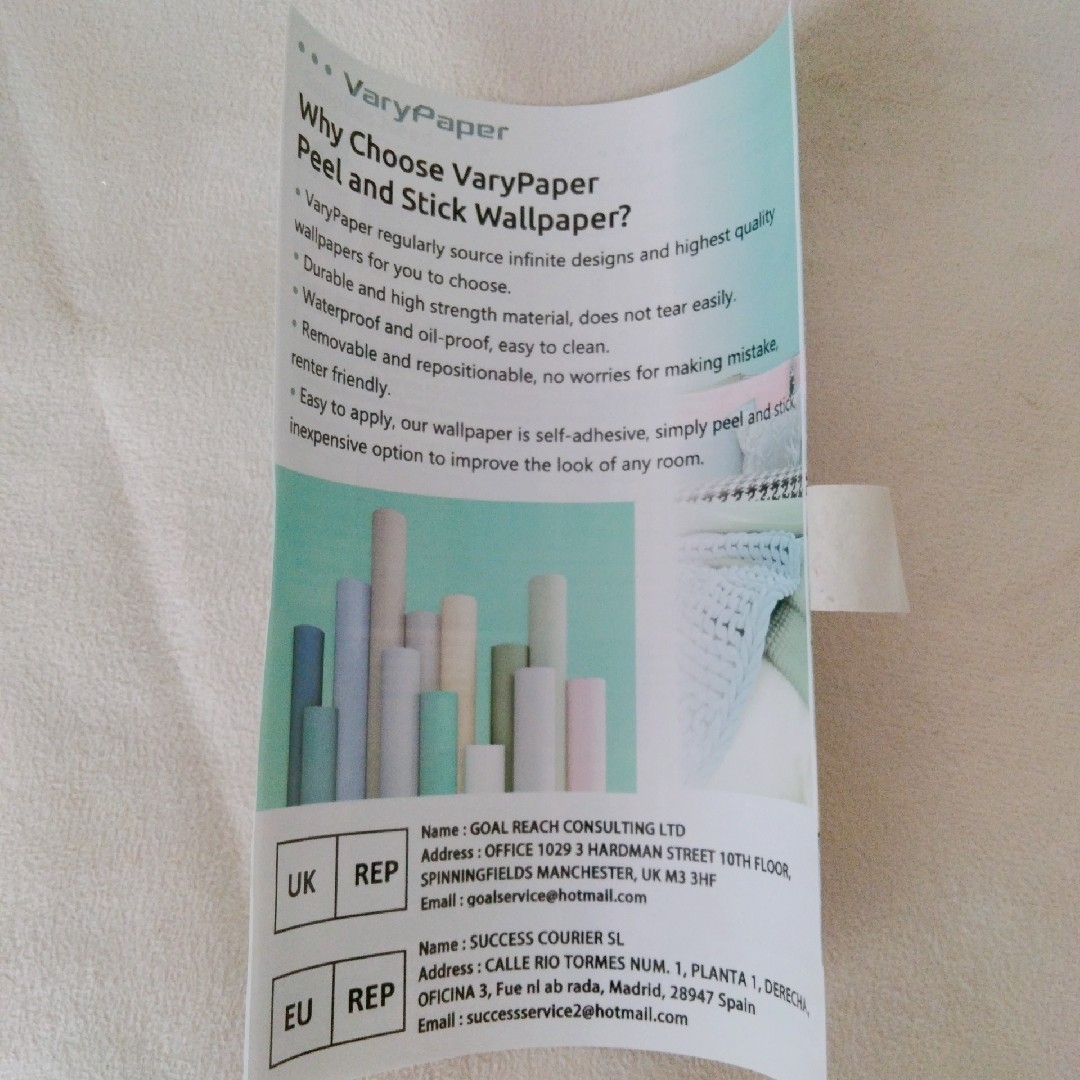 VaryPaper
Why Choose VaryPaper
Peel and Stick Wallpaper?
• VaryPaper regularly source infinite designs and highest quality
wallpapers for you to choose.
• Durable and high strength material, does not tear easily.
• Waterproof and oil-proof, easy to clean.
• Removable and repositionable, no worries for making mistake,
renter friendly.
• Easy to apply, our wallpaper is self-adhesive, simply peel and stick,
inexpensive option to improve the look of any room.
UK REP
Name : GOAL REACH CONSULTING LTD
Address : OFFICE 1029 3 HARDMAN STREET 10TH FLOOR,
SPINNINGFIELDS MANCHESTER, UK M3 3HF
Email : goalservice@hotmail.com
EU REP
Name : SUCCESS COURIER SL
Address : CALLE RIO TORMES NUM. 1, PLANTA 1, DERECHA,
OFICINA 3, Fue nl ab rada, Madrid, 28947 Spain
Email : successservice2@hotmail.com